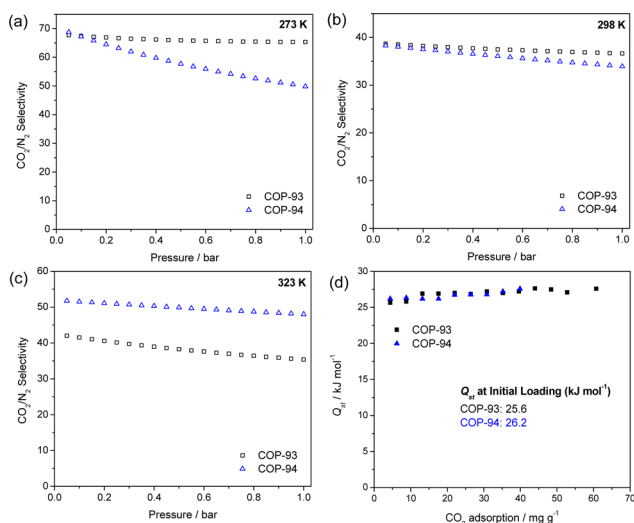 (a)
273 K
80
70
60
50
40
30
20
10
0
CO₂/N₂ Selectivity
COP-93
COP-94
0.0 0.2 0.4 0.6 0.8 1.0
Pressure / bar
(b)
298 K
40
30
20
10
0
CO₂/N₂ Selectivity
COP-93
COP-94
0.0 0.2 0.4 0.6 0.8 1.0
Pressure / bar
(c)
323 K
60
50
40
30
20
10
0
CO₂/N₂ Selectivity
COP-93
COP-94
0.0 0.2 0.4 0.6 0.8 1.0
Pressure / bar
(d)
30
25
20
15
10
5
0
Qst / kJ mol⁻¹
COP-93
COP-94
Qst at Initial Loading (kJ mol⁻¹)
COP-93: 25.6
COP-94: 26.2
0 10 20 30 40 50 60 70
CO₂ adsorption / mg g⁻¹